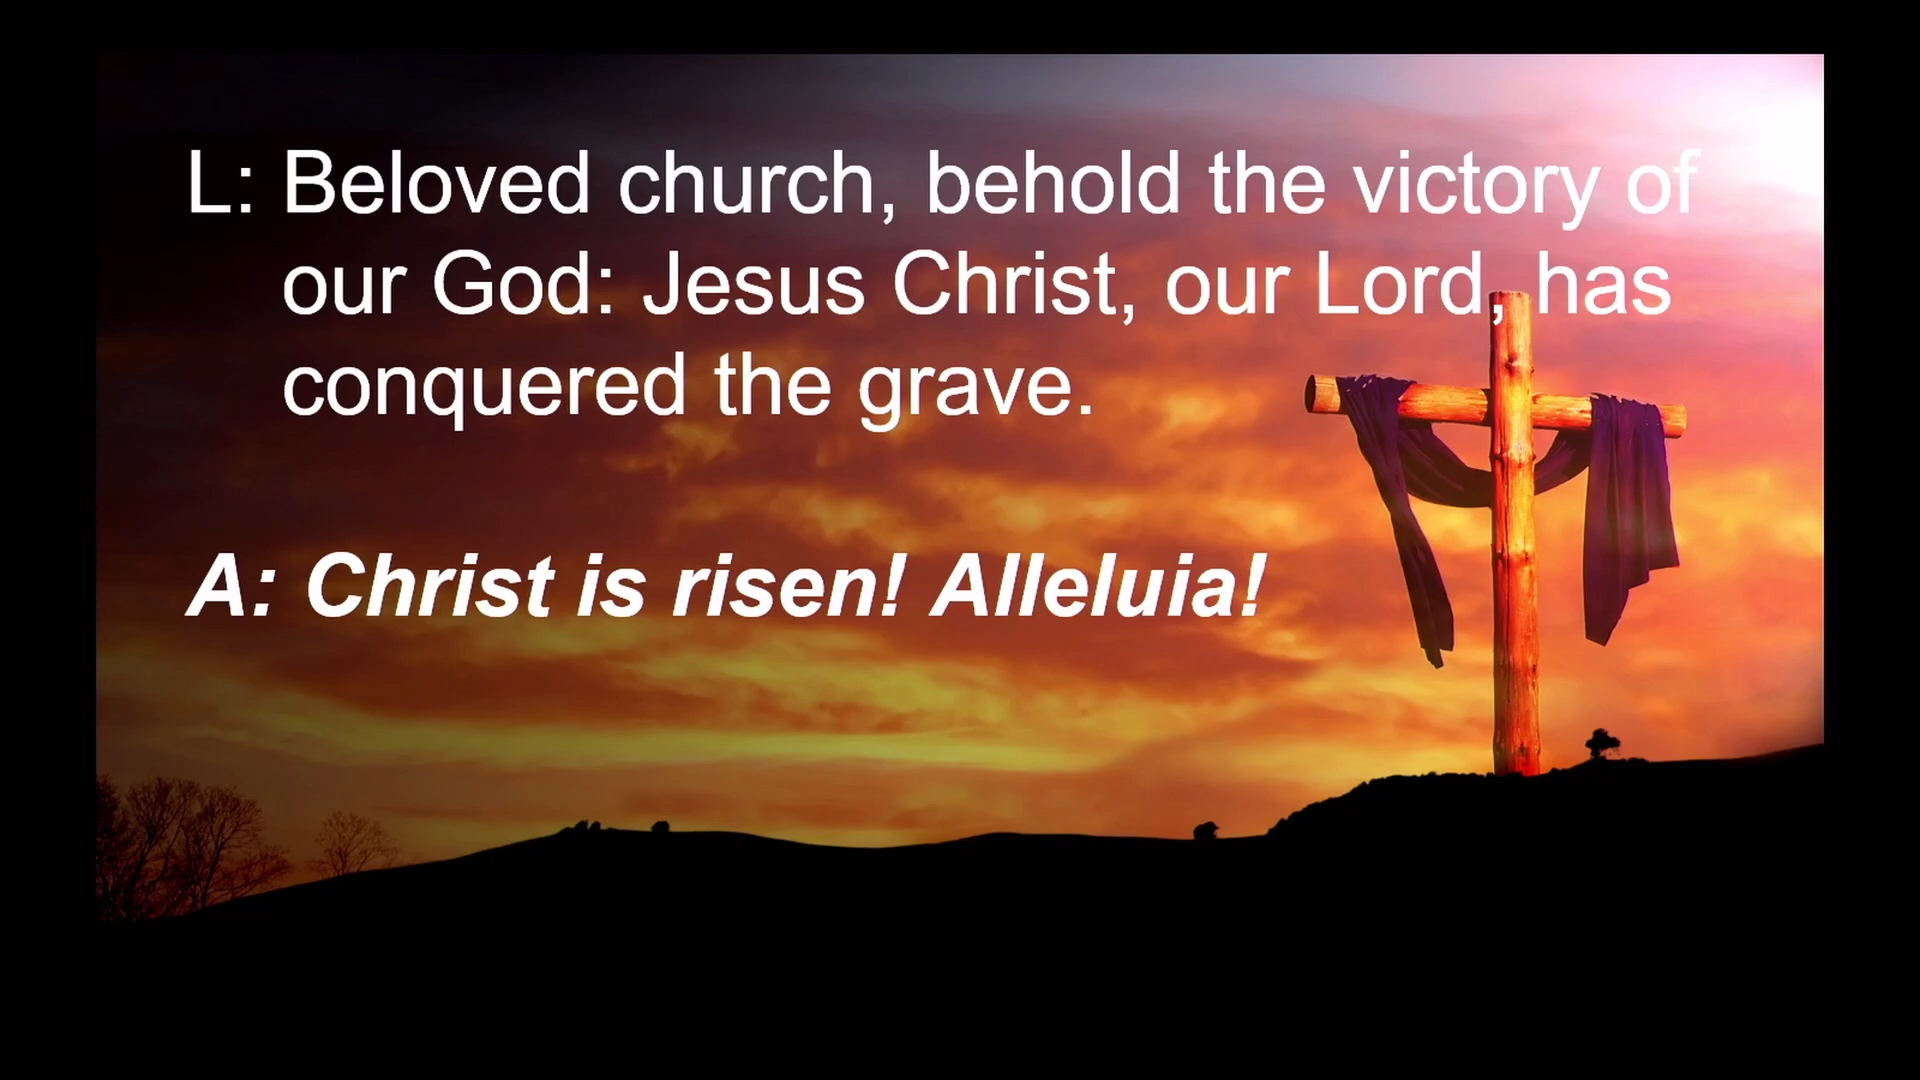 L: Beloved church, behold the victory of
our God: Jesus Christ, our Lord, has
conquered the grave.
A: Christ is risen! Alleluia!